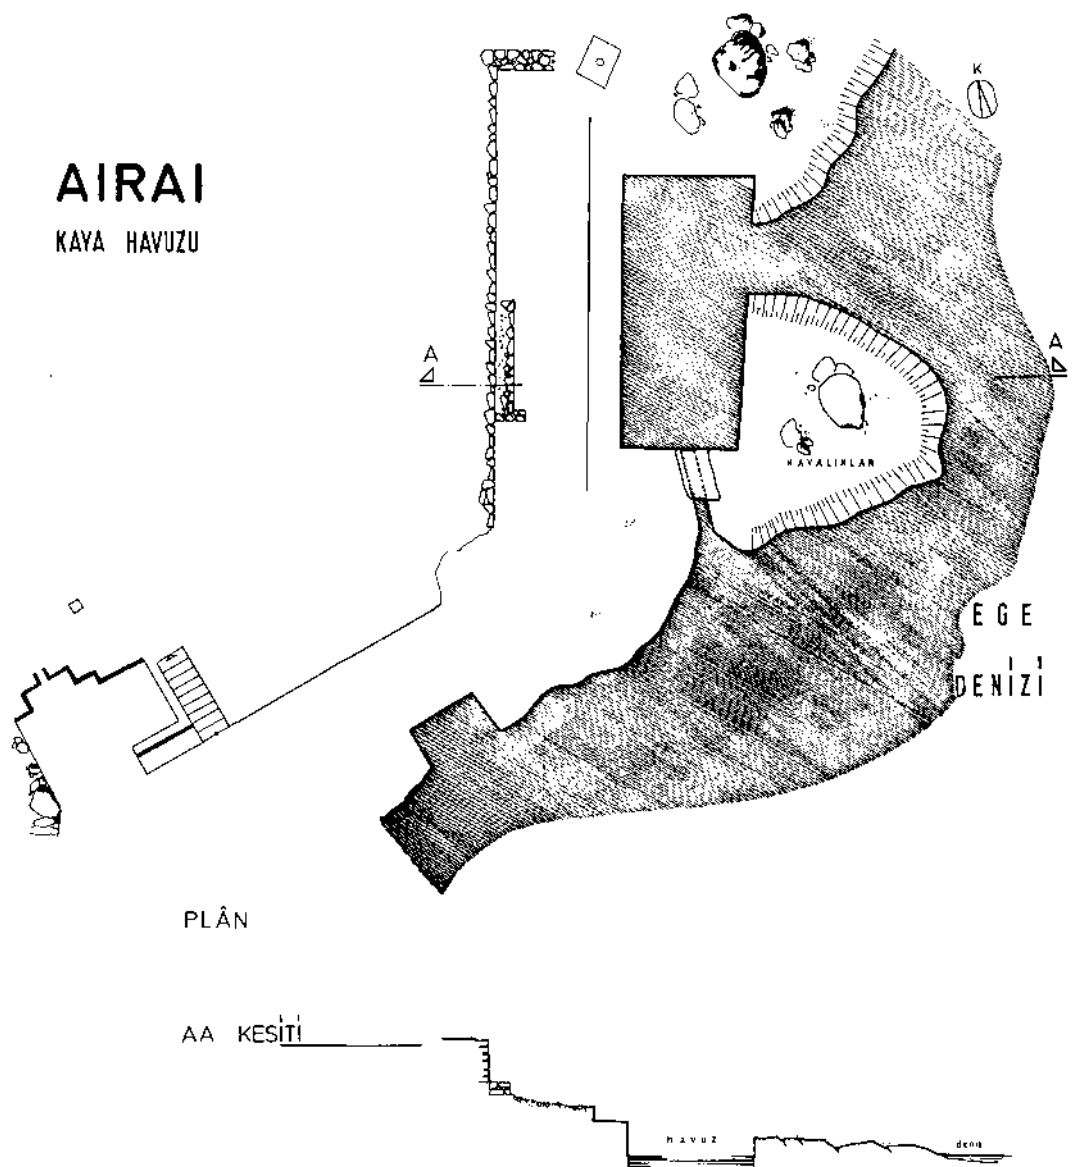 K
AIRAI
KAYA HAVUZU
A
A
KAYALIKLAR
EGE
DENİZİ
PLÂN
AA KESİTİ
havuz
deniz